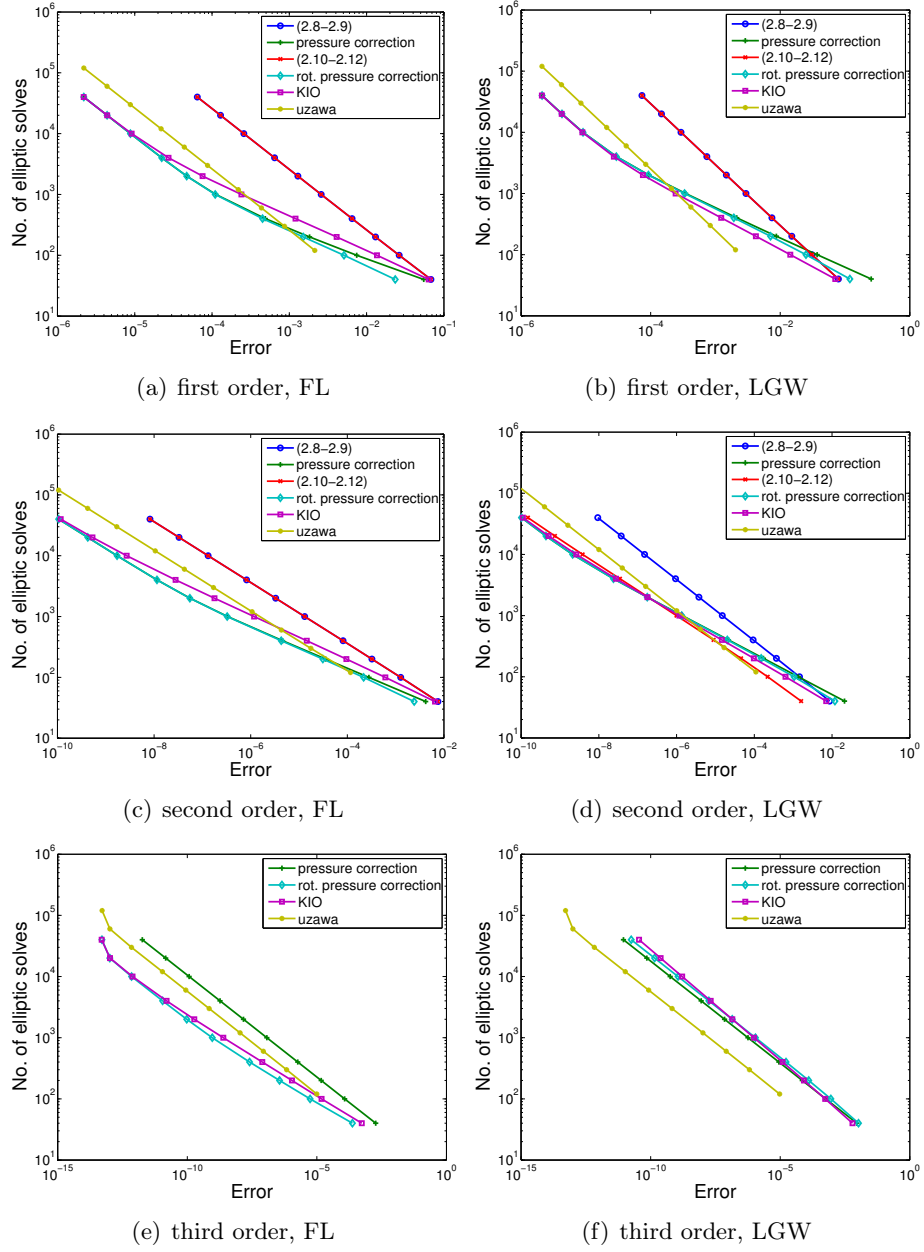 (2.8−2.9)
pressure correction
(2.10−2.12)
rot. pressure correction
KIO
uzawa
No. of elliptic solves
10^6
10^5
10^4
10^3
10^2
10^1
10^−6 10^−5 10^−4 10^−3 10^−2 10^−1
Error
(a) first order, FL
(2.8−2.9)
pressure correction
(2.10−2.12)
rot. pressure correction
KIO
uzawa
No. of elliptic solves
10^6
10^5
10^4
10^3
10^2
10^1
10^−6 10^−4 10^−2 10^0
Error
(b) first order, LGW
(2.8−2.9)
pressure correction
(2.10−2.12)
rot. pressure correction
KIO
uzawa
No. of elliptic solves
10^6
10^5
10^4
10^3
10^2
10^1
10^−10 10^−8 10^−6 10^−4 10^−2
Error
(c) second order, FL
(2.8−2.9)
pressure correction
(2.10−2.12)
rot. pressure correction
KIO
uzawa
No. of elliptic solves
10^6
10^5
10^4
10^3
10^2
10^1
10^−10 10^−8 10^−6 10^−4 10^−2 10^0
Error
(d) second order, LGW
pressure correction
rot. pressure correction
KIO
uzawa
No. of elliptic solves
10^6
10^5
10^4
10^3
10^2
10^1
10^−15 10^−10 10^−5 10^0
Error
(e) third order, FL
pressure correction
rot. pressure correction
KIO
uzawa
No. of elliptic solves
10^6
10^5
10^4
10^3
10^2
10^1
10^−15 10^−10 10^−5 10^0
Error
(f) third order, LGW